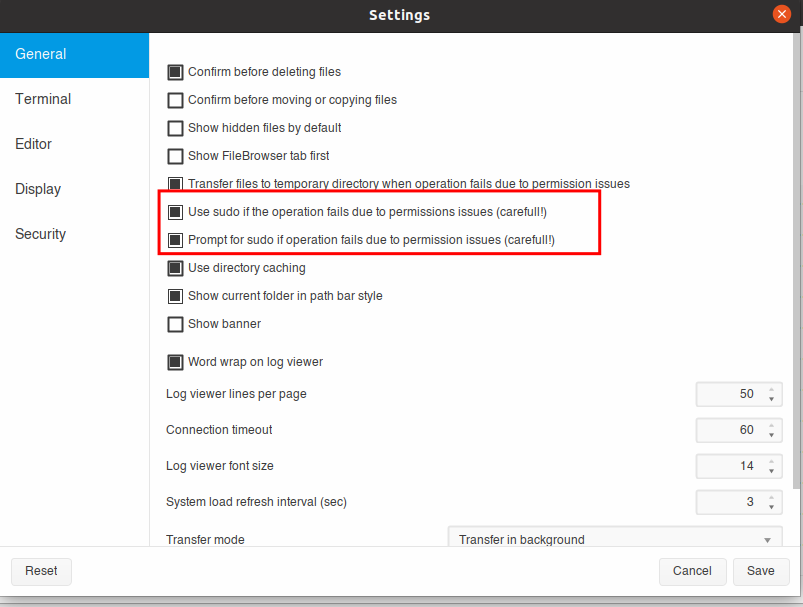 Settings
General
Terminal
Editor
Display
Security
Confirm before deleting files
Confirm before moving or copying files
Show hidden files by default
Show FileBrowser tab first
Transfer files to temporary directory when operation fails due to permission issues
Use sudo if the operation fails due to permissions issues (carefull!)
Prompt for sudo if operation fails due to permission issues (carefull!)
Use directory caching
Show current folder in path bar style
Show banner
Word wrap on log viewer
Log viewer lines per page 50
Connection timeout 60
Log viewer font size 14
System load refresh interval (sec) 3
Transfer mode Transfer in background
Reset Cancel Save